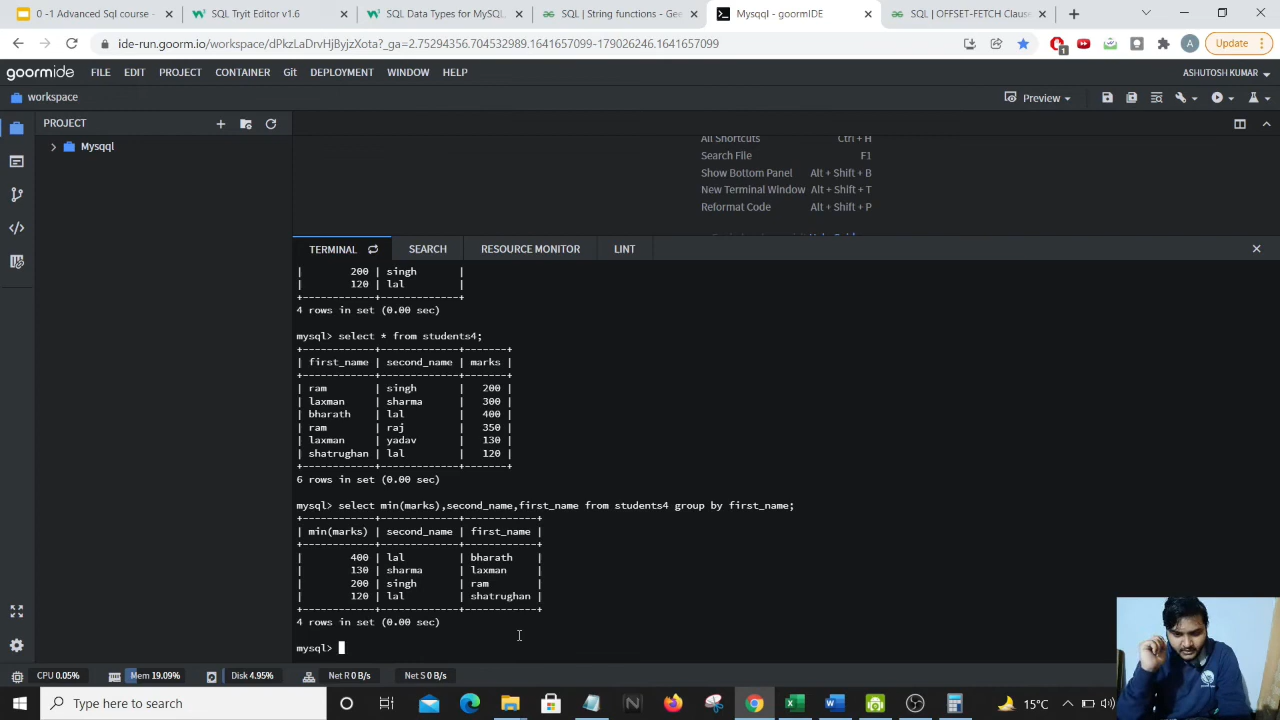 0 -1 Advanced Sql course -
SQL Tryit Editor v1.6
SQL Data Types for MySQL,
SQL | String functions - Gee
Mysqql - goormIDE
SQL | OFFSET-FETCH Clause
ide-run.goorm.io/workspace/dPkzLaDrvHjByjsYota?_ga=2.75204356.704532010.1641657099-179026246.1641657099
1
A
Update
goormide
FILE EDIT PROJECT CONTAINER Git DEPLOYMENT WINDOW HELP
ASHUTOSH KUMAR
workspace
Preview
PROJECT
Mysqql
All Shortcuts Ctrl + H
Search File F1
Show Bottom Panel Alt + Shift + B
New Terminal Window Alt + Shift + T
Reformat Code Alt + Shift + P
TERMINAL SEARCH RESOURCE MONITOR LINT
| 200 | singh |
| 120 | lal |
+------------+-------------+
4 rows in set (0.00 sec)
mysql> select * from students4;
+------------+-------------+-------+
| first_name | second_name | marks |
+------------+-------------+-------+
| ram | singh | 200 |
| laxman | sharma | 300 |
| bharath | lal | 400 |
| ram | raj | 350 |
| laxman | yadav | 130 |
| shatrughan | lal | 120 |
+------------+-------------+-------+
6 rows in set (0.00 sec)
mysql> select min(marks),second_name,first_name from students4 group by first_name;
+------------+-------------+------------+
| min(marks) | second_name | first_name |
+------------+-------------+------------+
| 400 | lal | bharath |
| 130 | sharma | laxman |
| 200 | singh | ram |
| 120 | lal | shatrughan |
+------------+-------------+------------+
4 rows in set (0.00 sec)
mysql>
CPU 0.05% Mem 19.09% Disk 4.95% Net R 0 B/s Net S 0 B/s
Type here to search
15°C